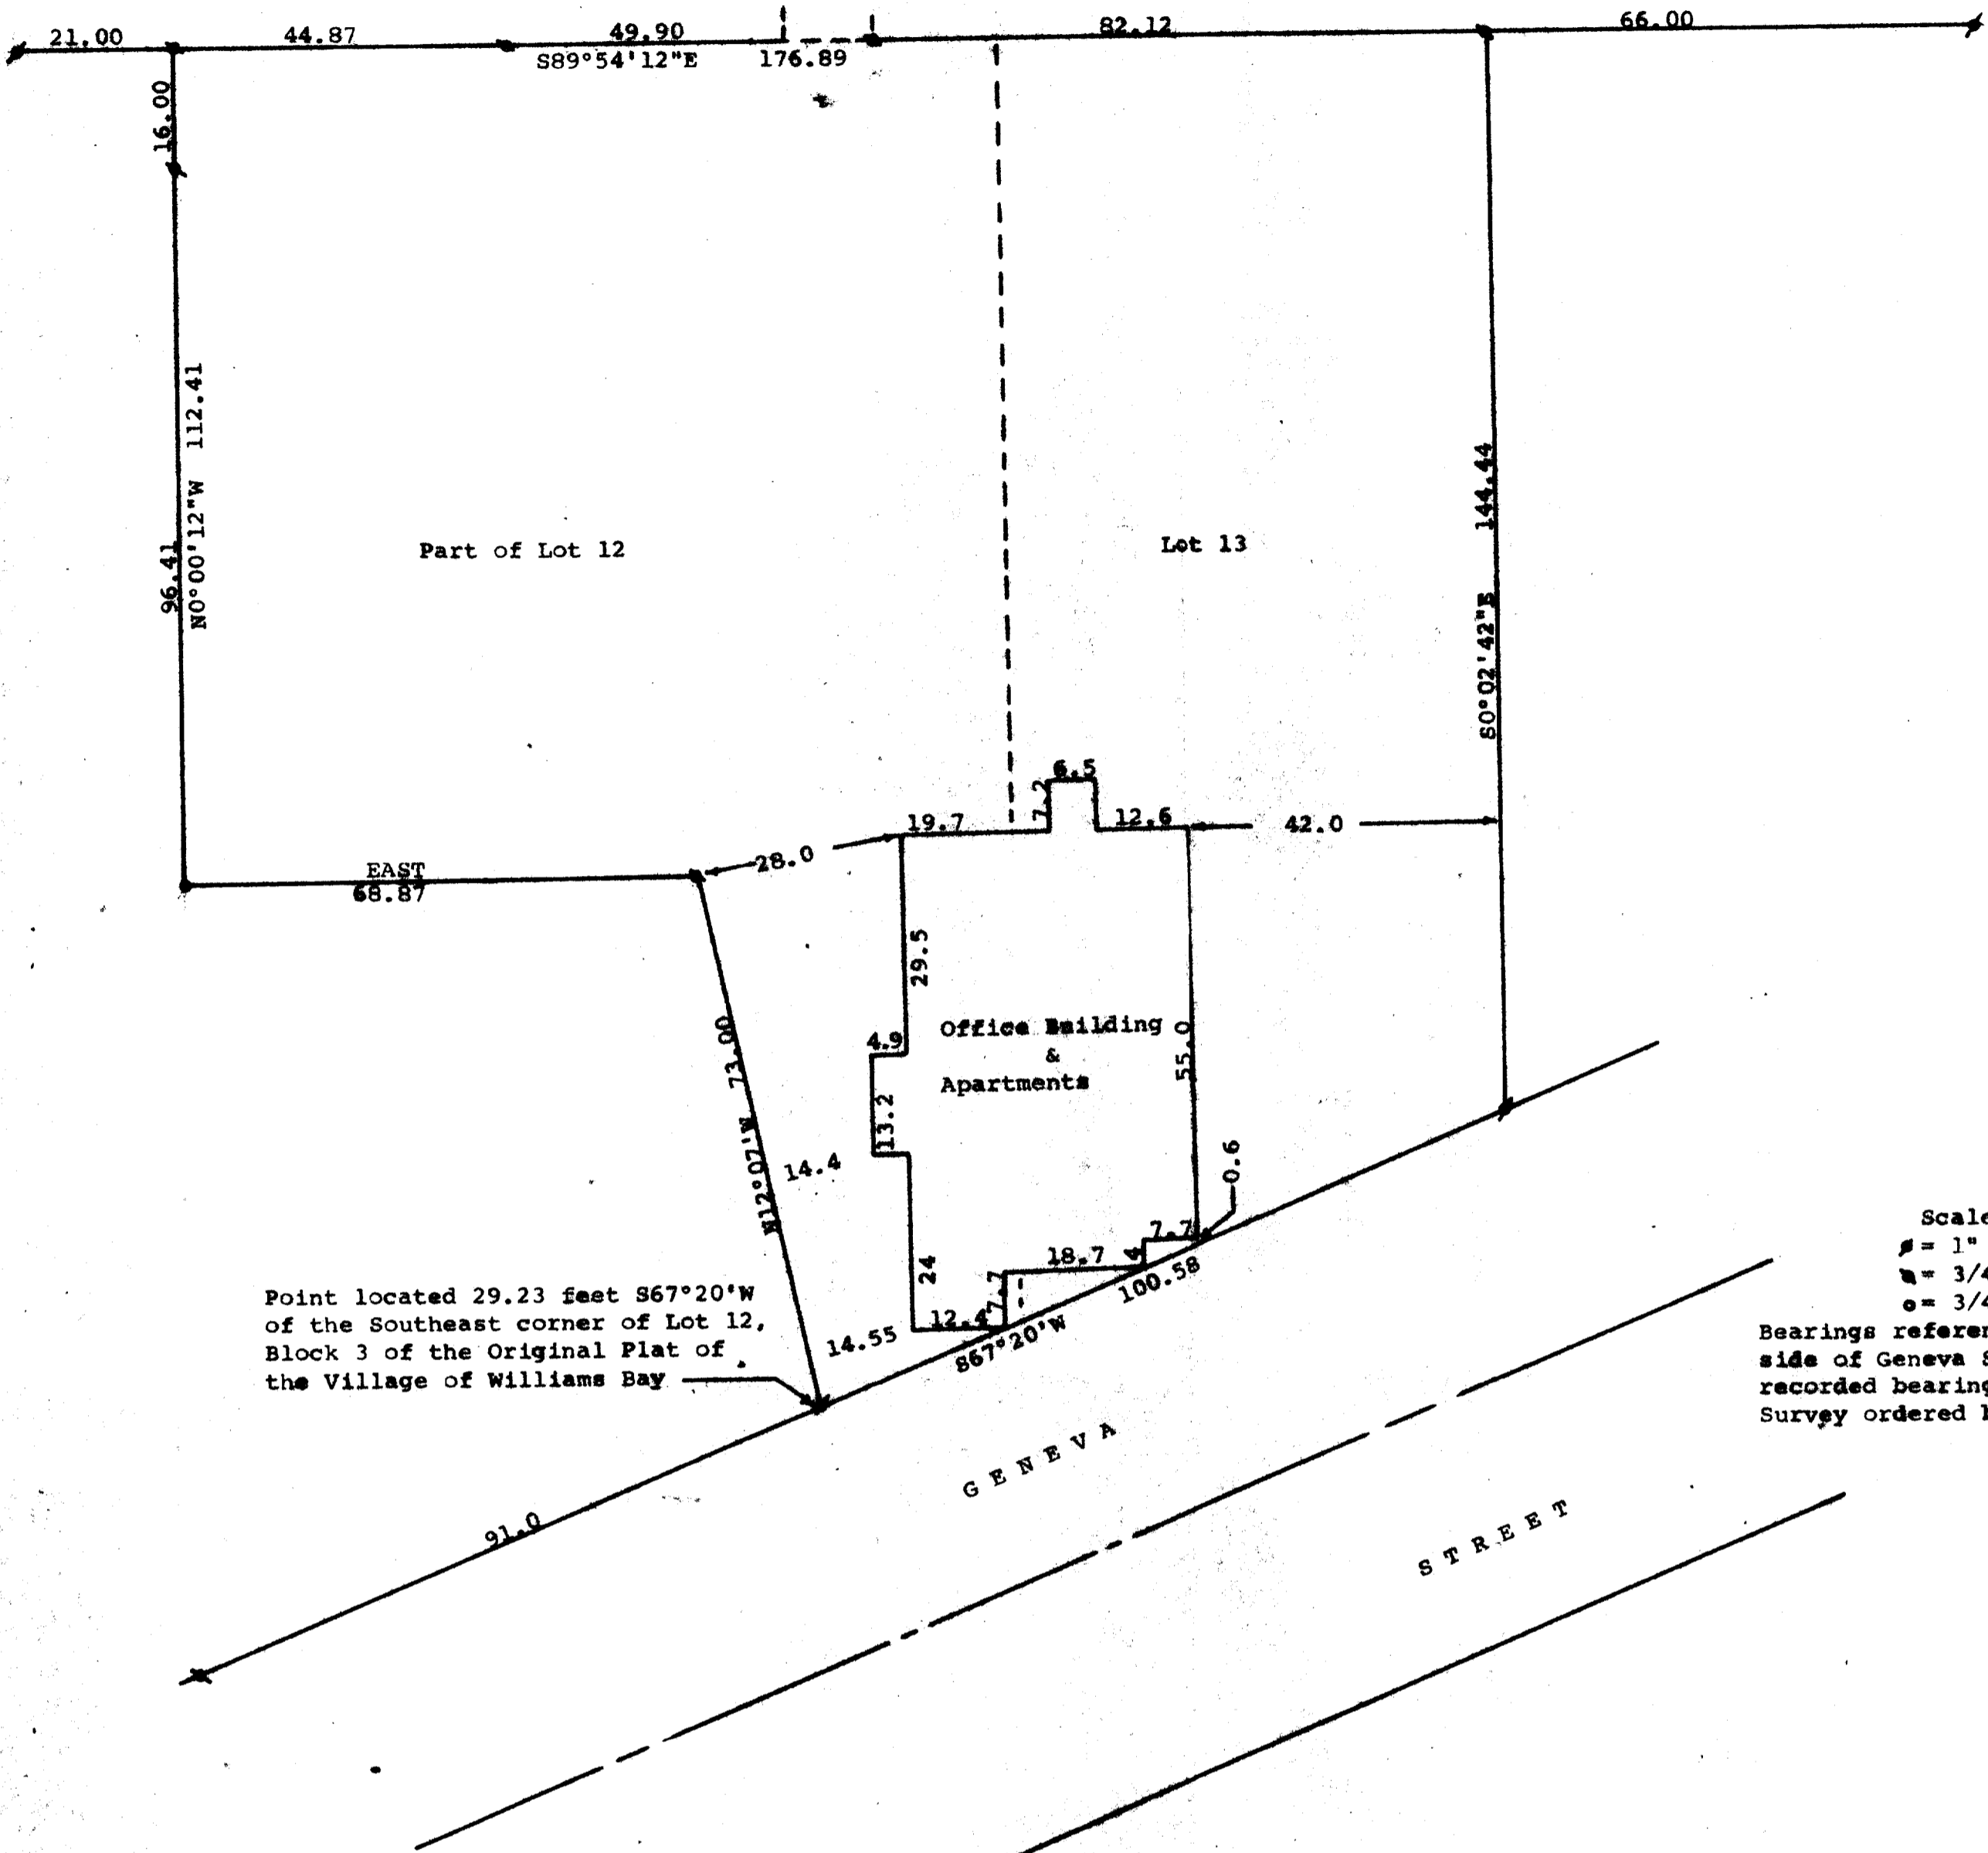 21.00
44.87
49.90
82.12
66.00
S89°54'12"E 176.89
16.00
N0°00'12"W 112.41
96.41
Part of Lot 12
Lot 13
144.44
S0°02'42"E
6.5
7.2
19.7
12.6
42.0
28.0
EAST
68.87
29.5
4.9
Office Building
&
Apartments
55.0
73.00
N12°07'W
13.2
14.4
0.6
24
7.7
18.7
4
100.58
7.7
12.4
14.55
S67°20'W
Point located 29.23 feet S67°20'W
of the Southeast corner of Lot 12,
Block 3 of the Original Plat of
the Village of Williams Bay
91.0
GENEVA
STREET
Scale
= 1"
= 3/4
o= 3/4
Bearings referen
side of Geneva S
recorded bearing
Survey ordered